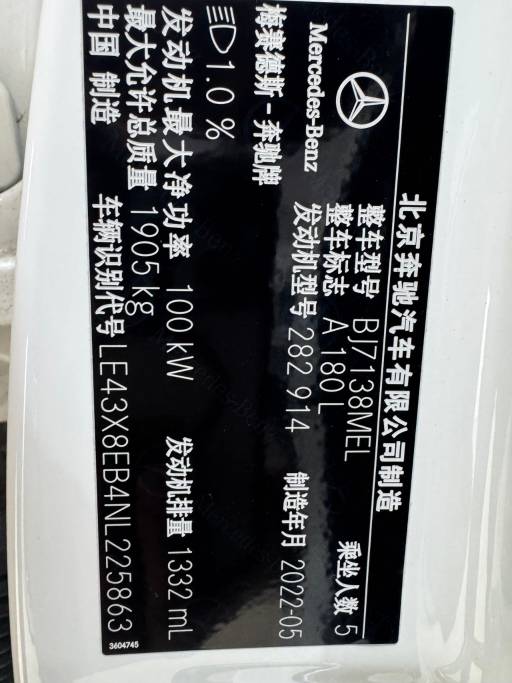 北京奔驰汽车有限公司制造
Mercedes-Benz
整车型号 BJ7138MEL 乘坐人数 5
整车标志 A 180 L
梅赛德斯-奔驰牌 发动机型号 282 914 制造年月 2022-05
1.0 %
发动机最大净功率 100 kW 发动机排量 1332 mL
最大允许总质量 1905 kg
中国 制造 车辆识别代号 LE43X8EB4NL225863
3604745